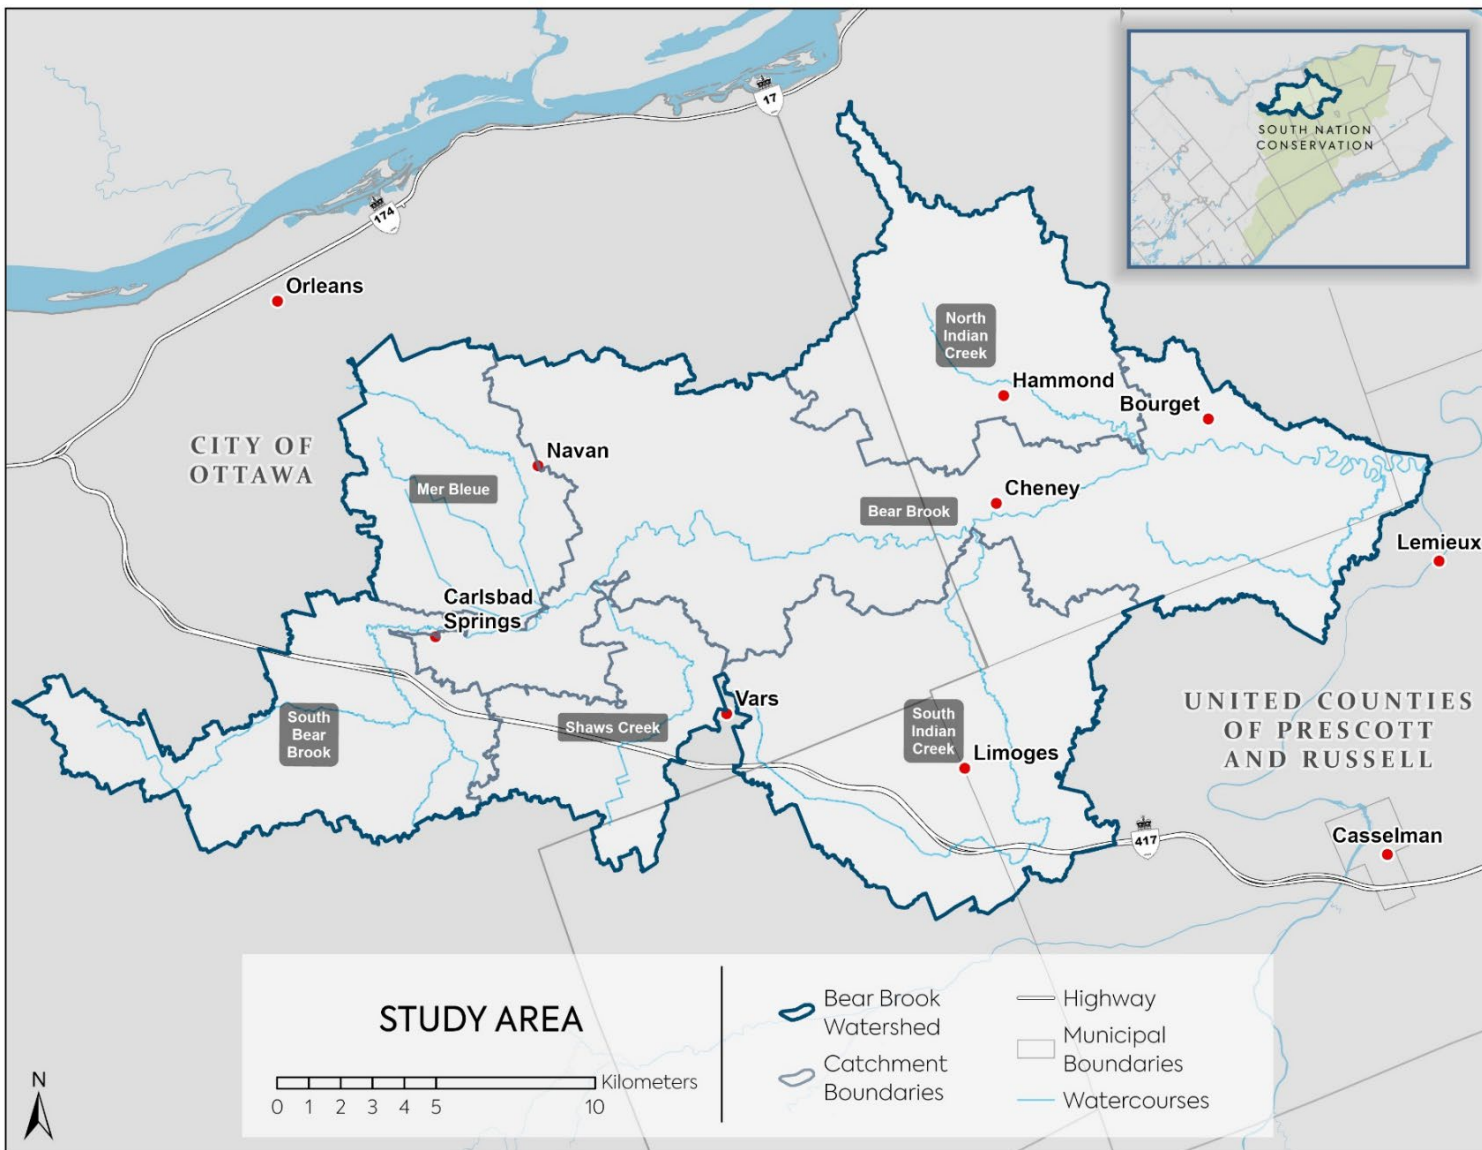 17
SOUTH NATION
CONSERVATION
174
Orleans
North
Indian
Creek
Hammond
Bourget
CITY OF
OTTAWA
Navan
Mer Bleue
Cheney
Bear Brook
Lemieux
Carlsbad
Springs
Vars
South
Bear
Brook
Shaws Creek
South
Indian
Creek
Limoges
UNITED COUNTIES
OF PRESCOTT
AND RUSSELL
417
Casselman
STUDY AREA
Kilometers
0 1 2 3 4 5 10
Bear Brook
Watershed
Catchment
Boundaries
Highway
Municipal
Boundaries
Watercourses
N